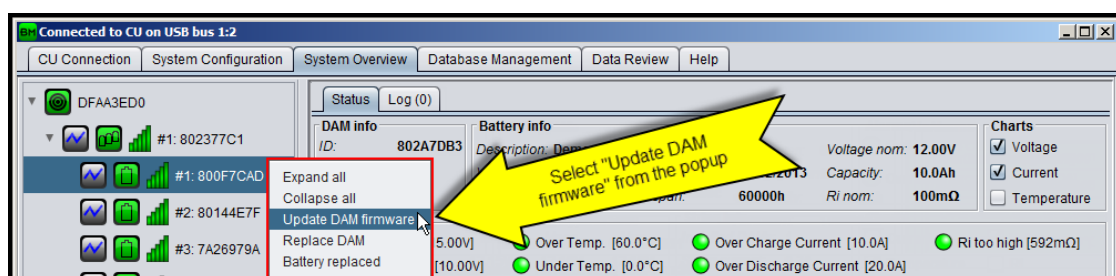 BM Connected to CU on USB bus 1:2
CU Connection System Configuration System Overview Database Management Data Review Help
DFAA3ED0
#1: 802377C1
#1: 800F7CAD
#2: 80144E7F
#3: 7A26979A
Expand all
Collapse all
Update DAM firmware
Replace DAM
Battery replaced
Status Log (0)
DAM info
ID: 802A7DB3
Battery info
Description: Dem
Voltage nom: 12.00V
2013 Capacity: 10.0Ah
60000h Ri nom: 100mΩ
Select "Update DAM
firmware" from the popup
Charts
Voltage
Current
Temperature
5.00V] Over Temp. [60.0°C] Over Charge Current [10.0A] Ri too high [592mΩ]
[10.00V] Under Temp. [0.0°C] Over Discharge Current [20.0A]